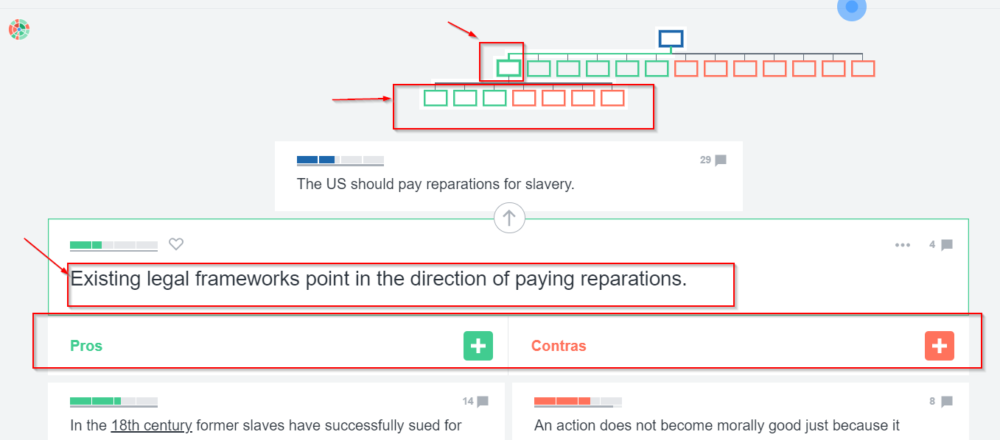 29
The US should pay reparations for slavery.
4
Existing legal frameworks point in the direction of paying reparations.
Pros
Contras
14
8
In the 18th century former slaves have successfully sued for
An action does not become morally good just because it